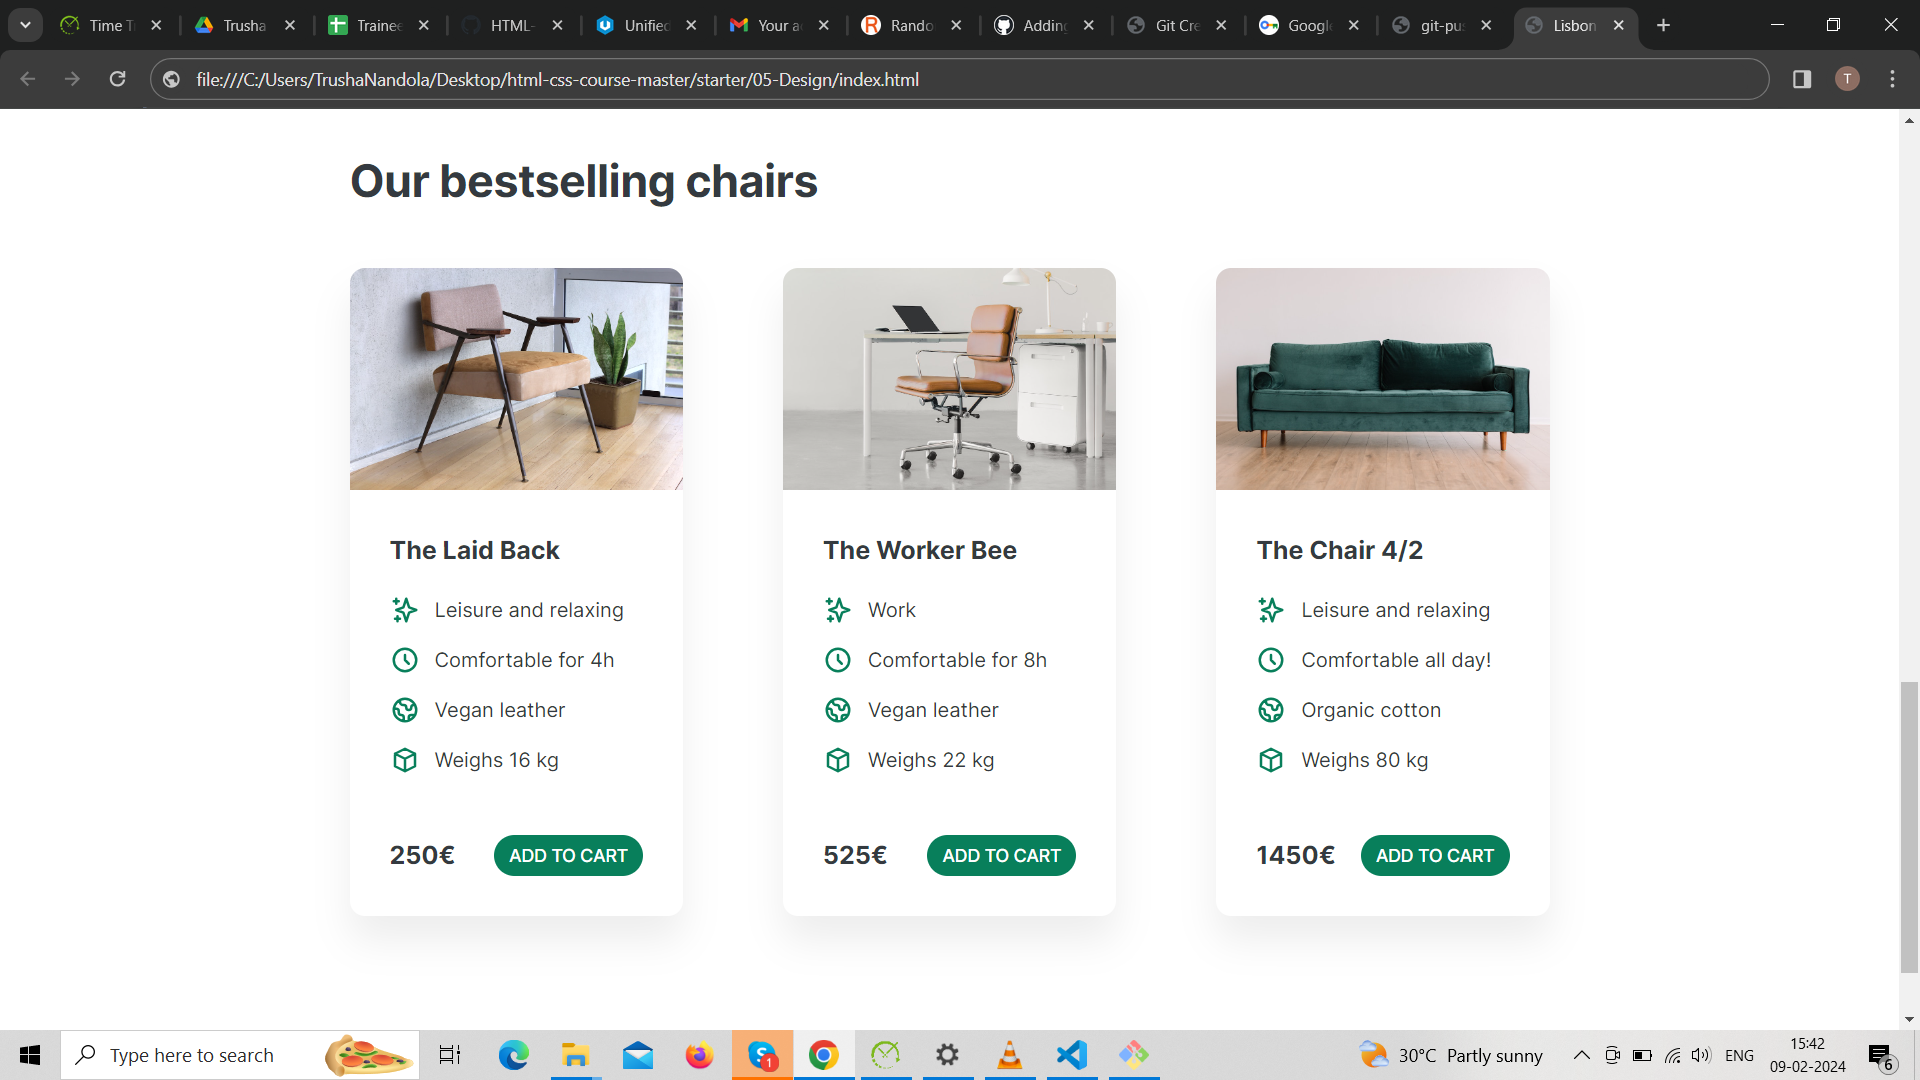 Time T
Trusha
Trainee
HTML-
Unified
Your a
Rando
Adding
Git Cre
Google
git-pus
Lisbon
file:///C:/Users/TrushaNandola/Desktop/html-css-course-master/starter/05-Design/index.html
T
Our bestselling chairs
The Laid Back
Leisure and relaxing
Comfortable for 4h
Vegan leather
Weighs 16 kg
250€ ADD TO CART
The Worker Bee
Work
Comfortable for 8h
Vegan leather
Weighs 22 kg
525€ ADD TO CART
The Chair 4/2
Leisure and relaxing
Comfortable all day!
Organic cotton
Weighs 80 kg
1450€ ADD TO CART
Type here to search
1
30°C Partly sunny
ENG
15:42
09-02-2024
6